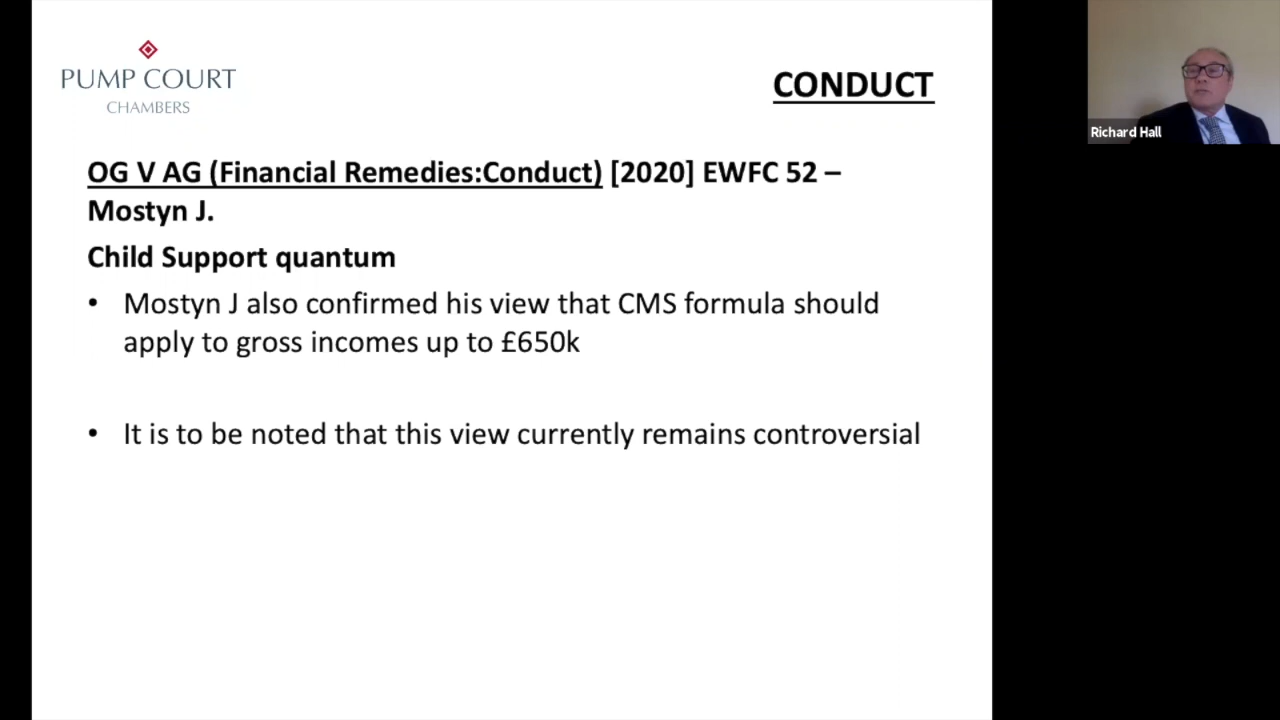 PUMP COURT
CHAMBERS
CONDUCT
OG V AG (Financial Remedies:Conduct) [2020] EWFC 52 –
Mostyn J.
Child Support quantum
• Mostyn J also confirmed his view that CMS formula should
apply to gross incomes up to £650k
• It is to be noted that this view currently remains controversial
Richard Hall